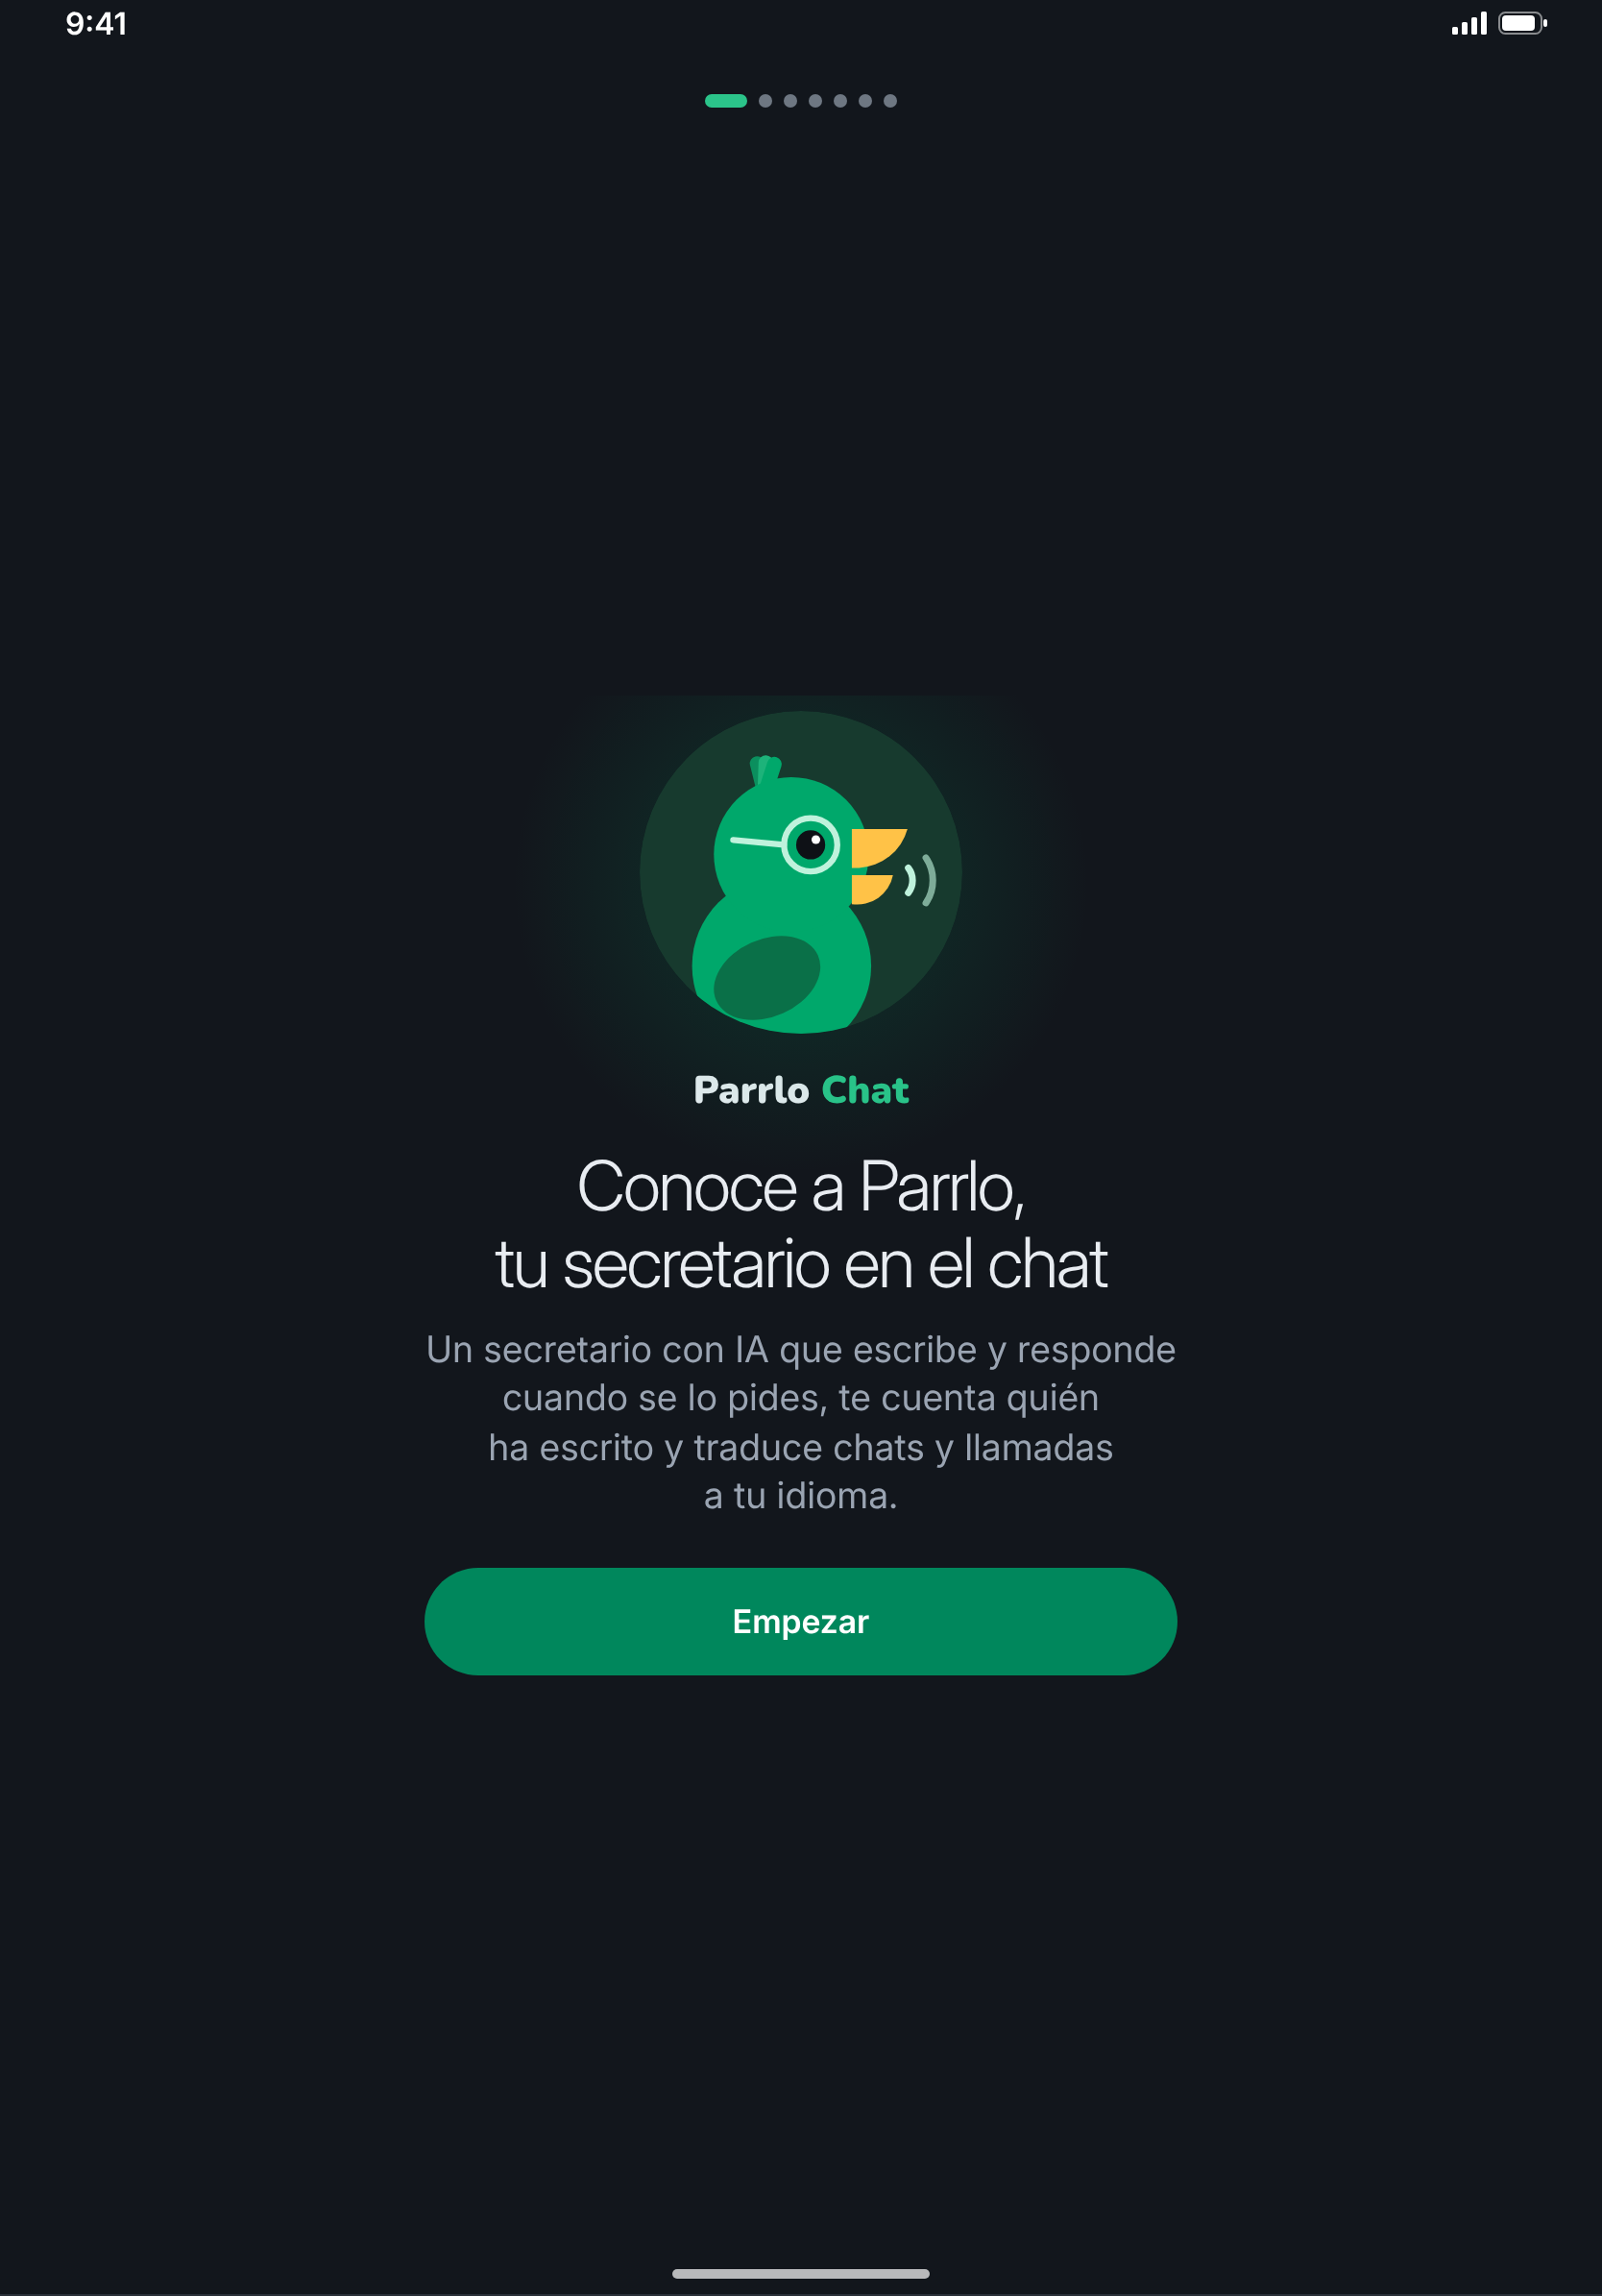 9:41
Parrlo Chat
Conoce a Parrlo,
tu secretario en el chat
Un secretario con IA que escribe y responde
cuando se lo pides, te cuenta quién
ha escrito y traduce chats y llamadas
a tu idioma.
Empezar